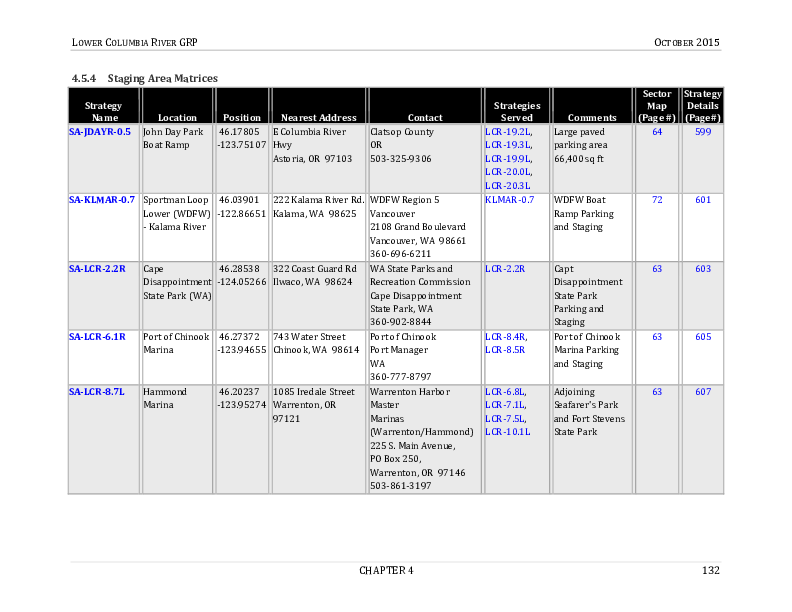 LOWER COLUMBIA RIVER GRP
OCTOBER 2015
4.5.4 Staging Area Matrices
Strategy Name
Location
Position
Nearest Address
Contact
Strategies Served
Comments
Sector Map (Page#)
Strategy Details (Page#)
SA-JDAYR-0.5
John Day Park
Boat Ramp
46.17805
-123.75107
E Columbia River
Hwy
Astoria, OR 97103
Clatsop County
OR
503-325-9306
LCR-19.2L,
LCR-19.3L,
LCR-19.9L,
LCR-20.0L,
LCR-20.3L
Large paved
parking area
66,400 sq ft
64
599
SA-KLMAR-0.7
Sportman Loop
Lower (WDFW)
- Kalama River
46.03901
-122.86651
222 Kalama River Rd.
Kalama, WA 98625
WDFW Region 5
Vancouver
2108 Grand Boulevard
Vancouver, WA 98661
360-696-6211
KLMAR-0.7
WDFW Boat
Ramp Parking
and Staging
72
601
SA-LCR-2.2R
Cape
Disappointment
State Park (WA)
46.28538
-124.05266
322 Coast Guard Rd
Ilwaco, WA 98624
WA State Parks and
Recreation Commission
Cape Disappointment
State Park, WA
360-902-8844
LCR-2.2R
Capt
Disappointment
State Park
Parking and
Staging
63
603
SA-LCR-6.1R
Port of Chinook
Marina
46.27372
-123.94655
743 Water Street
Chinook, WA 98614
Port of Chinook
Port Manager
WA
360-777-8797
LCR-8.4R,
LCR-8.5R
Port of Chinook
Marina Parking
and Staging
63
605
SA-LCR-8.7L
Hammond
Marina
46.20237
-123.95274
1085 Iredale Street
Warrenton, OR
97121
Warrenton Harbor
Master
Marinas
(Warrenton/Hammond)
225 S. Main Avenue,
PO Box 250,
Warrenton, OR 97146
503-861-3197
LCR-6.8L,
LCR-7.1L,
LCR-7.5L,
LCR-10.1L
Adjoining
Seafarer's Park
and Fort Stevens
State Park
63
607
CHAPTER 4
132